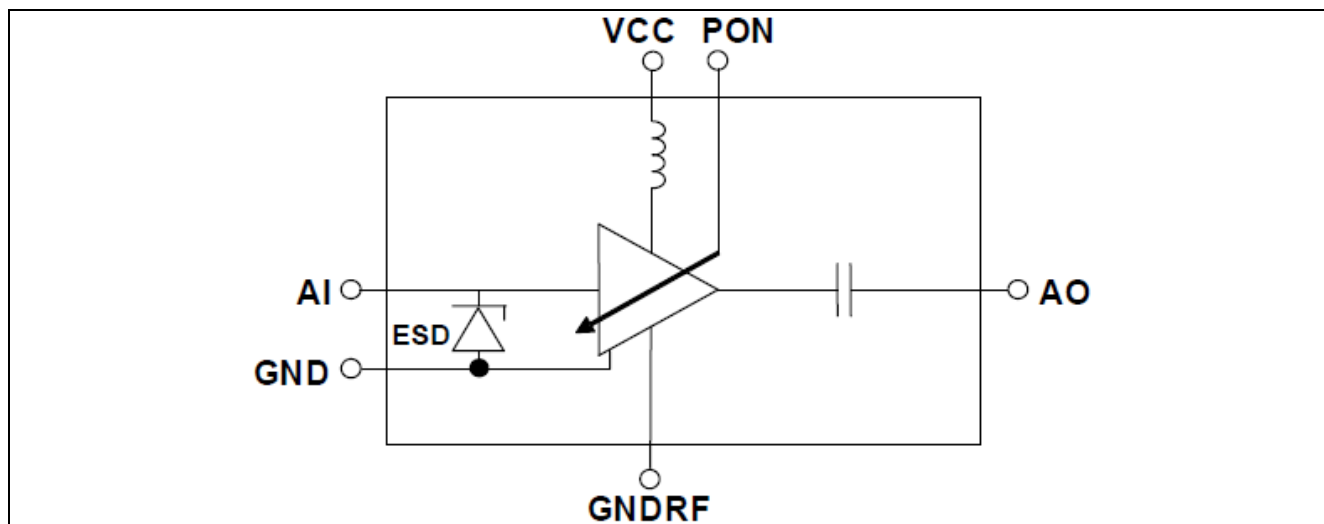 VCC PON
AI
AO
ESD
GND
GNDRF